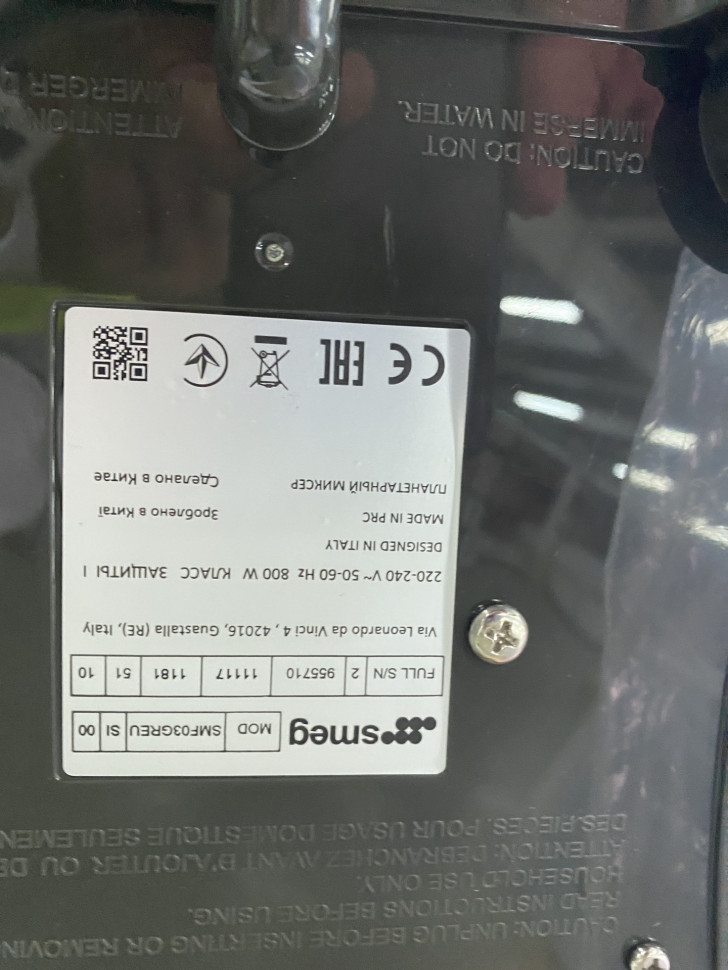 CAUTION: UNPLUG BEFORE INSERTING OR REMOVIN
READ INSTRUCTIONS BEFORE USING.
HOUSEHOLD USE ONLY.
ATTENTION: DEBRANCHEZ AVANT D'AJOUTER OU DE
DES PIECES. POUR USAGE DOMESTIQUE SEULEMEN
smeg MOD SMF03GREU SI 00
FULL S/N 2 955710 11117 1181 51 10
Via Leonardo da Vinci 4 , 42016, Guastalla (RE), Italy
220-240 V~ 50-60 Hz 800 W КЛАСС ЗАЩИТЫ I
DESIGNED IN ITALY
MADE IN PRC Зроблено в Китаї
ПЛАНЕТАРНЫЙ МИКСЕР Сделано в Китае
CE EAC
CAUTION: DO NOT
IMMERSE IN WATER.
ATTENTION
IMMERGER D